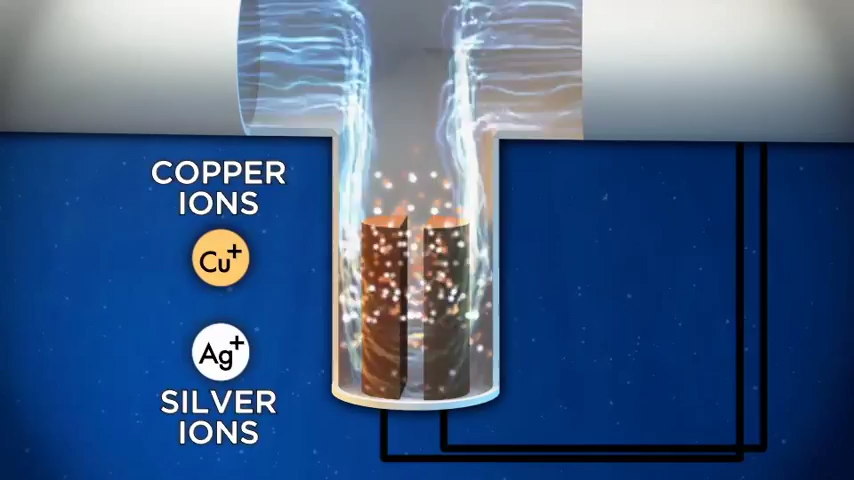 COPPER
IONS
Cu+
Ag+
SILVER
IONS